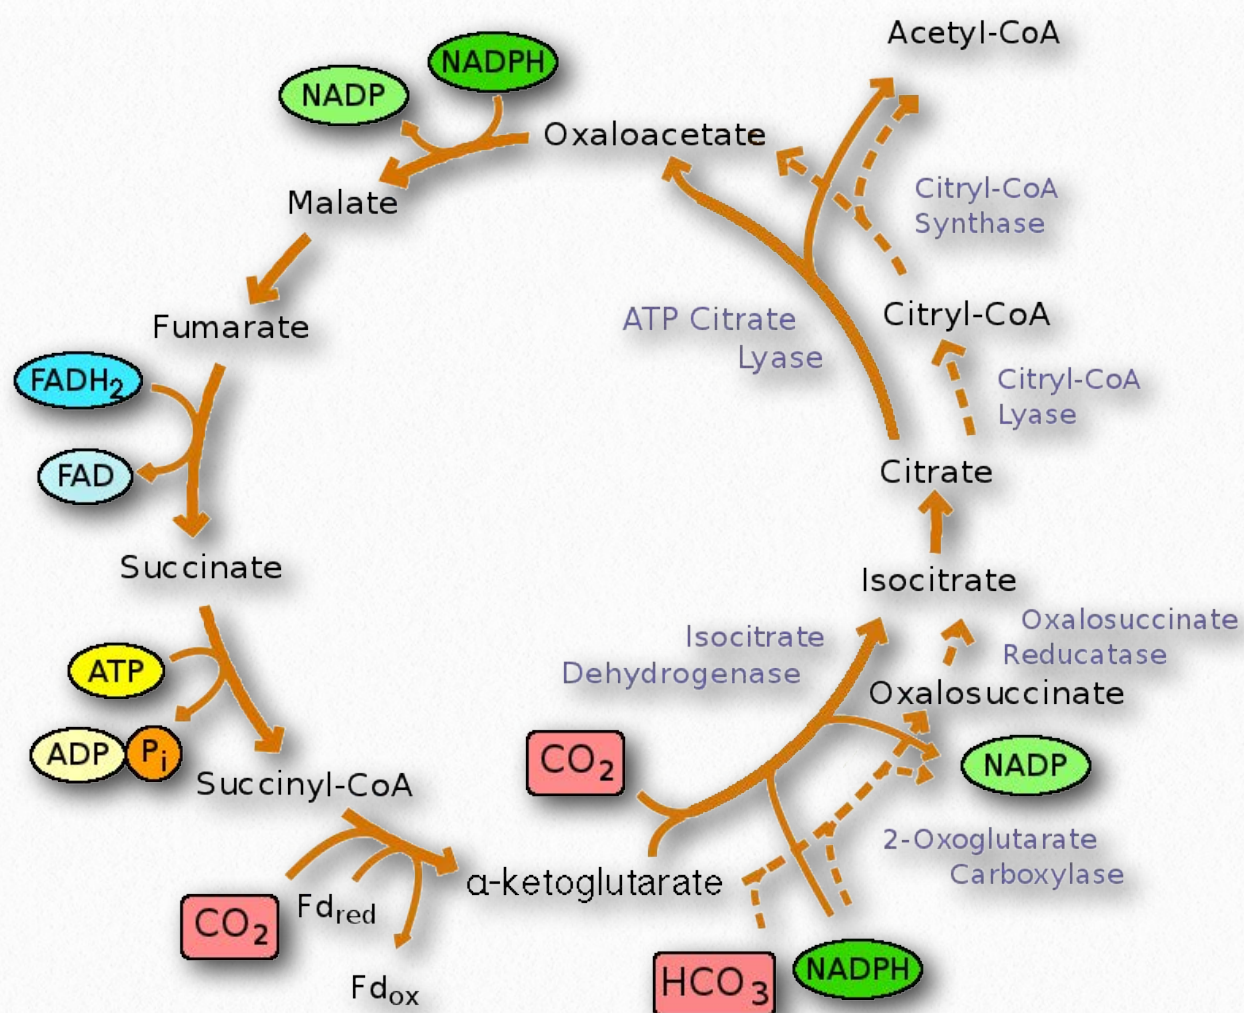 Acetyl-CoA
NADPH
NADP
Oxaloacetate
Malate
Citryl-CoA
Synthase
Fumarate
ATP Citrate
Lyase
Citryl-CoA
FADH2
Citryl-CoA
Lyase
FAD
Citrate
Succinate
Isocitrate
Isocitrate
Dehydrogenase
Oxalosuccinate
Reducatase
ATP
Oxalosuccinate
ADP
Pi
CO2
NADP
Succinyl-CoA
2-Oxoglutarate
Carboxylase
α-ketoglutarate
CO2
Fdred
Fdox
HCO3
NADPH